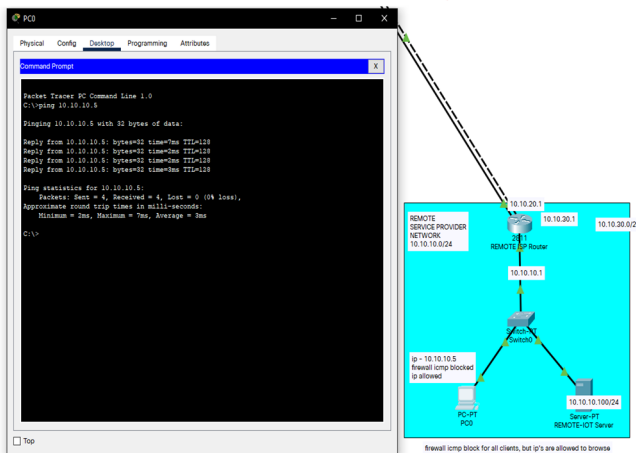 PC0
Physical Config Desktop Programming Attributes
Command Prompt X
Packet Tracer PC Command Line 1.0
C:\>ping 10.10.10.5
Pinging 10.10.10.5 with 32 bytes of data:
Reply from 10.10.10.5: bytes=32 time=7ms TTL=128
Reply from 10.10.10.5: bytes=32 time=2ms TTL=128
Reply from 10.10.10.5: bytes=32 time=2ms TTL=128
Reply from 10.10.10.5: bytes=32 time=3ms TTL=128
Ping statistics for 10.10.10.5:
Packets: Sent = 4, Received = 4, Lost = 0 (0% loss),
Approximate round trip times in milli-seconds:
Minimum = 2ms, Maximum = 7ms, Average = 3ms
C:\>
Top
10.10.20.1
REMOTE
SERVICE PROVIDER
NETWORK
10.10.10.0/24
10.10.30.1
10.10.30.0/2
REMOTE ISP Router
10.10.10.1
Switch-PT
Switch0
ip - 10.10.10.5
firewall icmp blocked
ip allowed
PC-PT
PC0
10.10.10.100/24
Server-PT
REMOTE-IOT Server
firewall icmp block for all clients, but ip's are allowed to browse